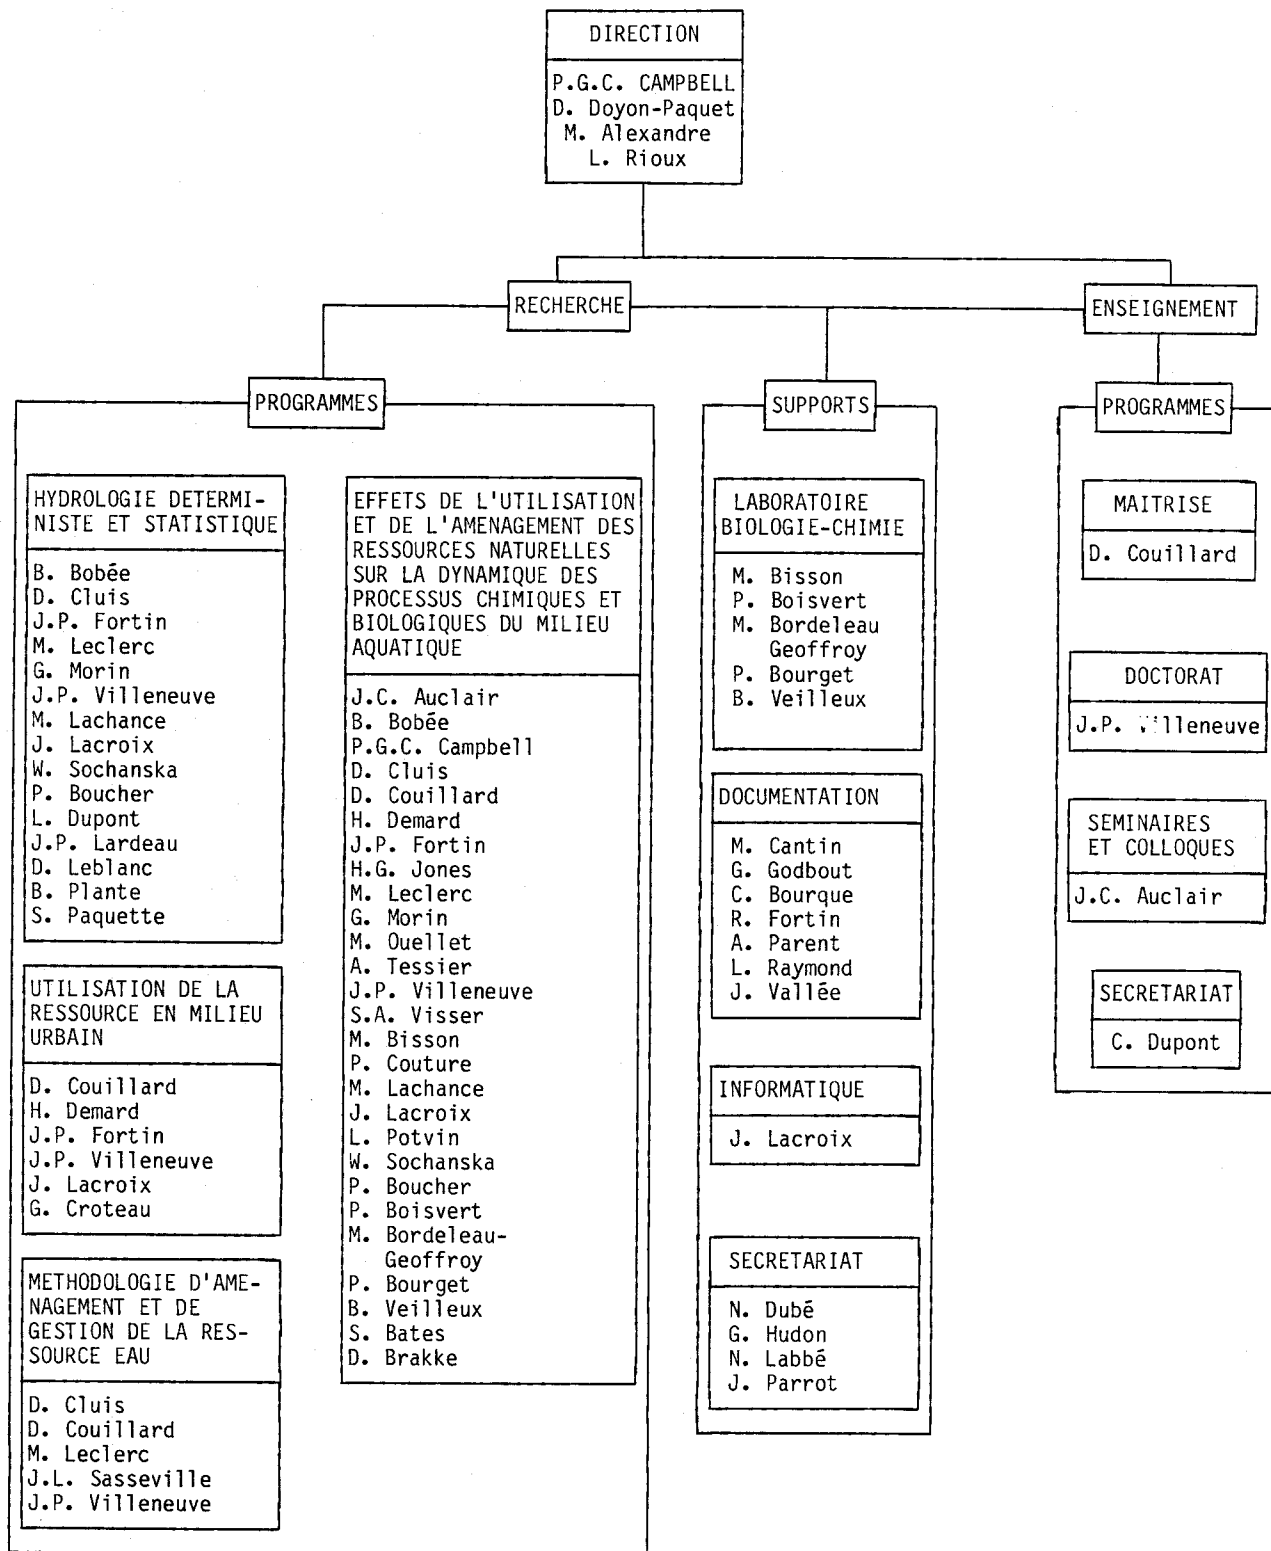 DIRECTION
P.G.C. CAMPBELL
D. Doyon-Paquet
M. Alexandre
L. Rioux
RECHERCHE
ENSEIGNEMENT
PROGRAMMES
HYDROLOGIE DETERMI-
NISTE ET STATISTIQUE
B. Bobée
D. Cluis
J.P. Fortin
M. Leclerc
G. Morin
J.P. Villeneuve
M. Lachance
J. Lacroix
W. Sochanska
P. Boucher
L. Dupont
J.P. Lardeau
D. Leblanc
B. Plante
S. Paquette
UTILISATION DE LA
RESSOURCE EN MILIEU
URBAIN
D. Couillard
H. Demard
J.P. Fortin
J.P. Villeneuve
J. Lacroix
G. Croteau
METHODOLOGIE D'AME-
NAGEMENT ET DE
GESTION DE LA RES-
SOURCE EAU
D. Cluis
D. Couillard
M. Leclerc
J.L. Sasseville
J.P. Villeneuve
EFFETS DE L'UTILISATION
ET DE L'AMENAGEMENT DES
RESSOURCES NATURELLES
SUR LA DYNAMIQUE DES
PROCESSUS CHIMIQUES ET
BIOLOGIQUES DU MILIEU
AQUATIQUE
J.C. Auclair
B. Bobée
P.G.C. Campbell
D. Cluis
D. Couillard
H. Demard
J.P. Fortin
H.G. Jones
M. Leclerc
G. Morin
M. Ouellet
A. Tessier
J.P. Villeneuve
S.A. Visser
M. Bisson
P. Couture
M. Lachance
J. Lacroix
L. Potvin
W. Sochanska
P. Boucher
P. Boisvert
M. Bordeleau-
Geoffroy
P. Bourget
B. Veilleux
S. Bates
D. Brakke
SUPPORTS
LABORATOIRE
BIOLOGIE-CHIMIE
M. Bisson
P. Boisvert
M. Bordeleau
Geoffroy
P. Bourget
B. Veilleux
DOCUMENTATION
M. Cantin
G. Godbout
C. Bourque
R. Fortin
A. Parent
L. Raymond
J. Vallée
INFORMATIQUE
J. Lacroix
SECRETARIAT
N. Dubé
G. Hudon
N. Labbé
J. Parrot
PROGRAMMES
MAITRISE
D. Couillard
DOCTORAT
J.P. Villeneuve
SEMINAIRES
ET COLLOQUES
J.C. Auclair
SECRETARIAT
C. Dupont